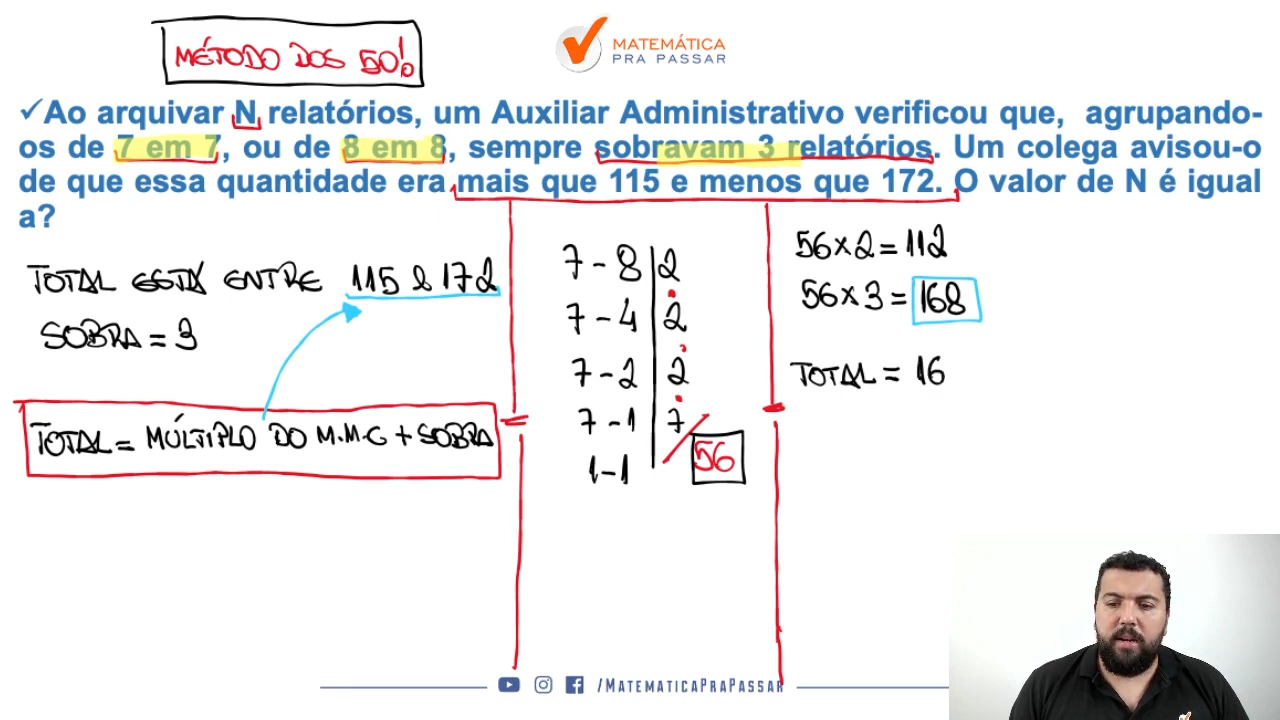 MÉTODO DOS 50!
MATEMÁTICA
PRA PASSAR
✓Ao arquivar N relatórios, um Auxiliar Administrativo verificou que, agrupando-
os de 7 em 7, ou de 8 em 8, sempre sobravam 3 relatórios. Um colega avisou-o
de que essa quantidade era mais que 115 e menos que 172. O valor de N é igual
a?
TOTAL ESTÁ ENTRE 115 & 172
SOBRA = 3
TOTAL = MÚLTIPLO DO M.M.C + SOBRA
7 - 8 | 2
7 - 4 | 2
7 - 2 | 2
7 - 1 | 7
1 - 1
56
56 x 2 = 112
56 x 3 = 168
TOTAL = 16
/MATEMATICAPRAPASSAR